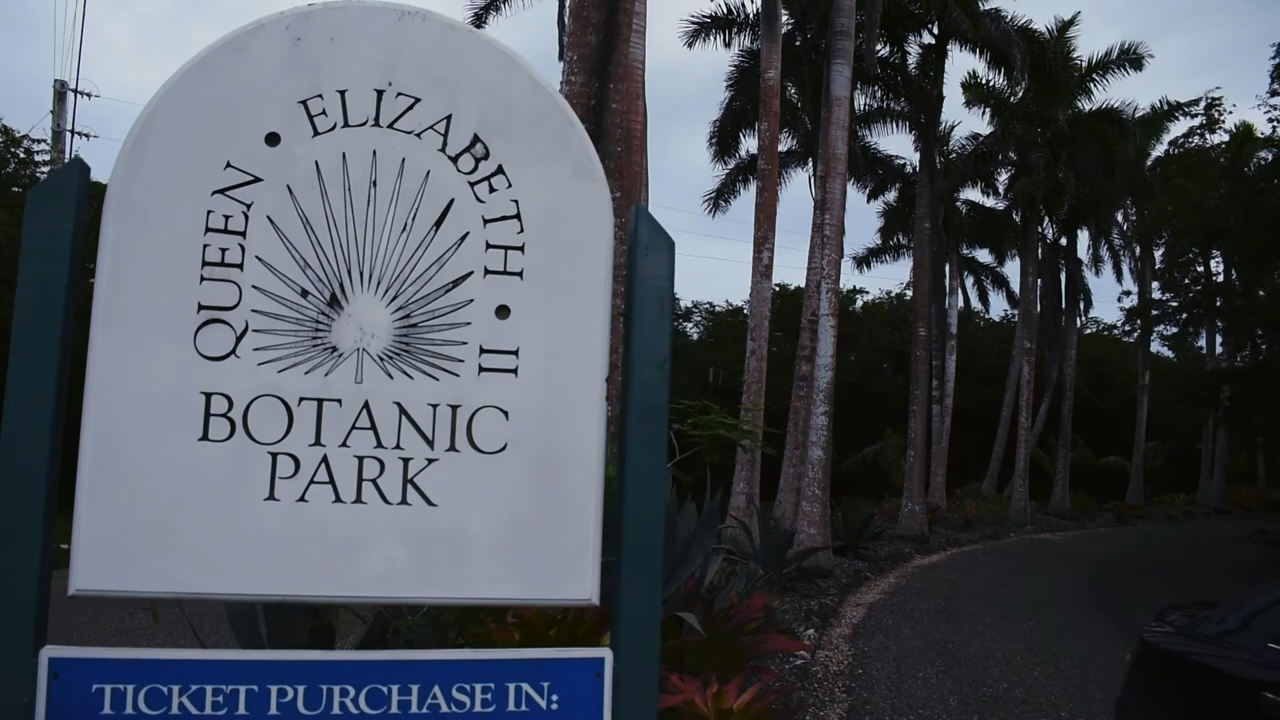 QUEEN • ELIZABETH • II
BOTANIC
PARK
TICKET PURCHASE IN: